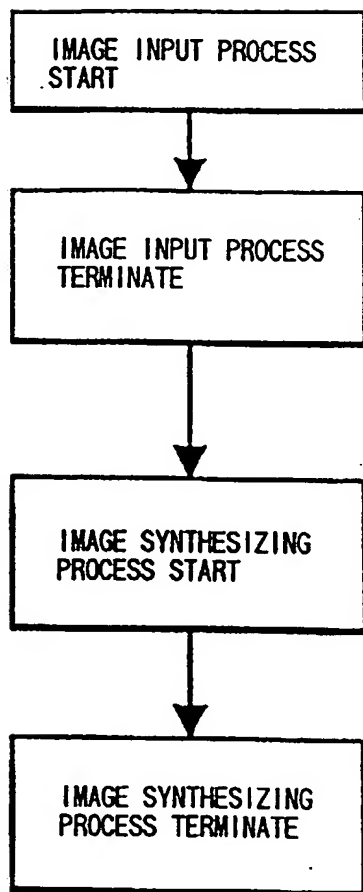 IMAGE INPUT PROCESS
START
IMAGE INPUT PROCESS
TERMINATE
IMAGE SYNTHESIZING
PROCESS START
IMAGE SYNTHESIZING
PROCESS TERMINATE